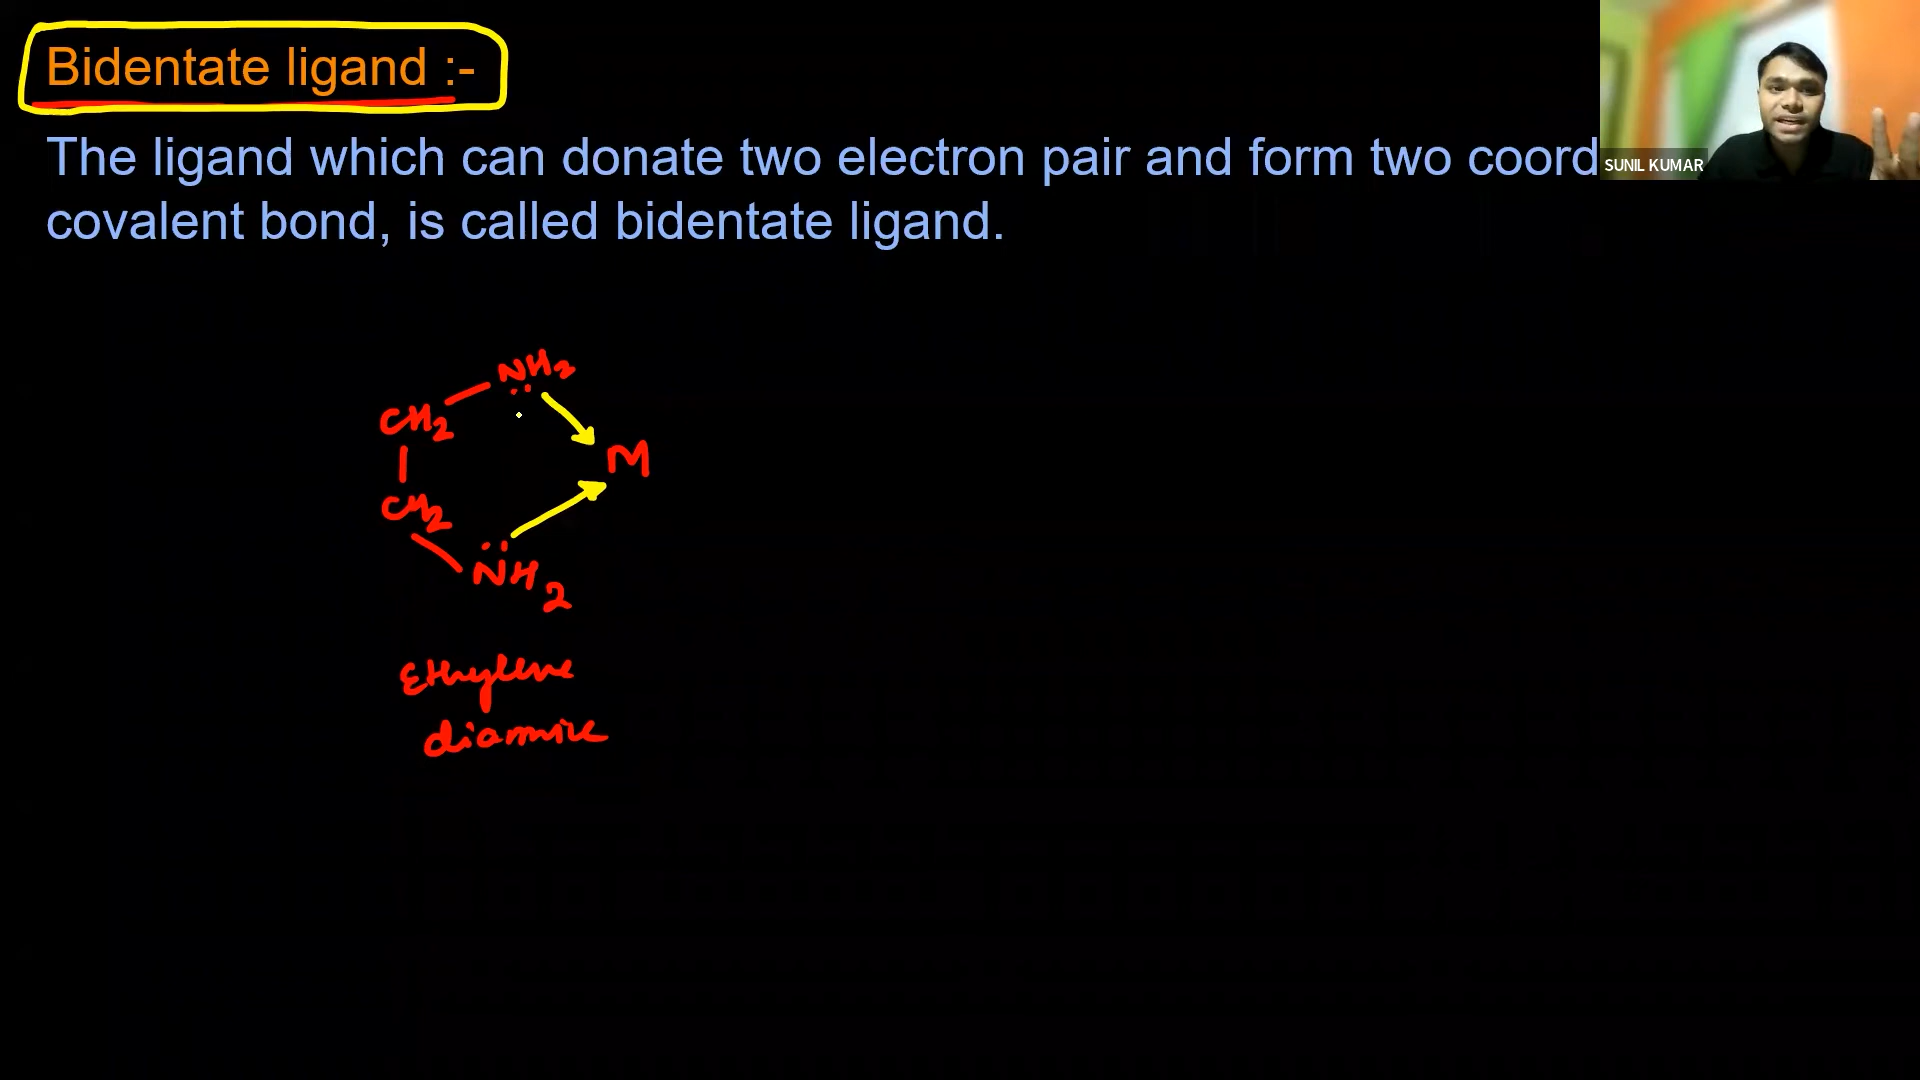 Bidentate ligand :-
The ligand which can donate two electron pair and form two coord
SUNIL KUMAR
covalent bond, is called bidentate ligand.
NH2
CH2
M
CH2
NH2
Ethylene
diamine